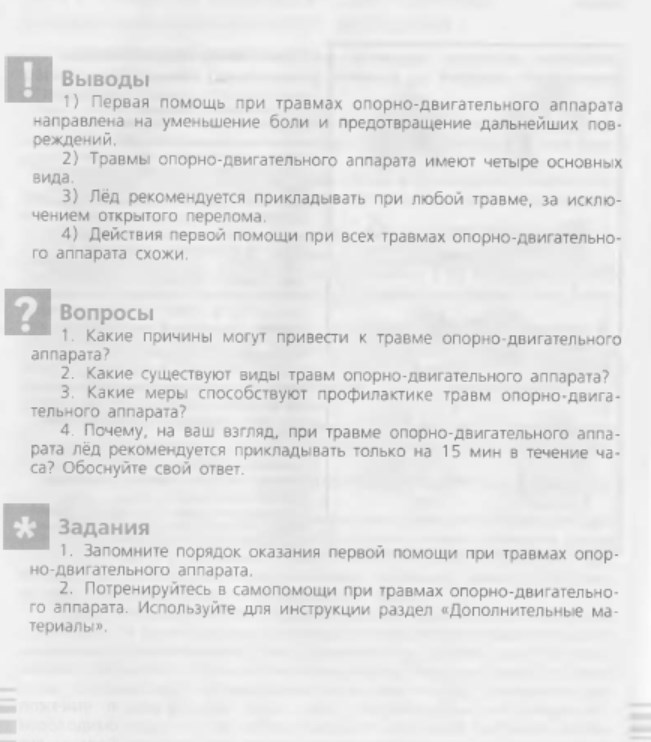 !
Выводы
1) Первая помощь при травмах опорно-двигательного аппарата
направлена на уменьшение боли и предотвращение дальнейших пов-
реждений.
2) Травмы опорно-двигательного аппарата имеют четыре основных
вида.
3) Лёд рекомендуется прикладывать при любой травме, за исклю-
чением открытого перелома.
4) Действия первой помощи при всех травмах опорно-двигательно-
го аппарата схожи.
?
Вопросы
1. Какие причины могут привести к травме опорно-двигательного
аппарата?
2. Какие существуют виды травм опорно-двигательного аппарата?
3. Какие меры способствуют профилактике травм опорно-двига-
тельного аппарата?
4. Почему, на ваш взгляд, при травме опорно-двигательного аппа-
рата лёд рекомендуется прикладывать только на 15 мин в течение ча-
са? Обоснуйте свой ответ.
*
Задания
1. Запомните порядок оказания первой помощи при травмах опор-
но-двигательного аппарата.
2. Потренируйтесь в самопомощи при травмах опорно-двигательно-
го аппарата. Используйте для инструкции раздел «Дополнительные ма-
териалы».